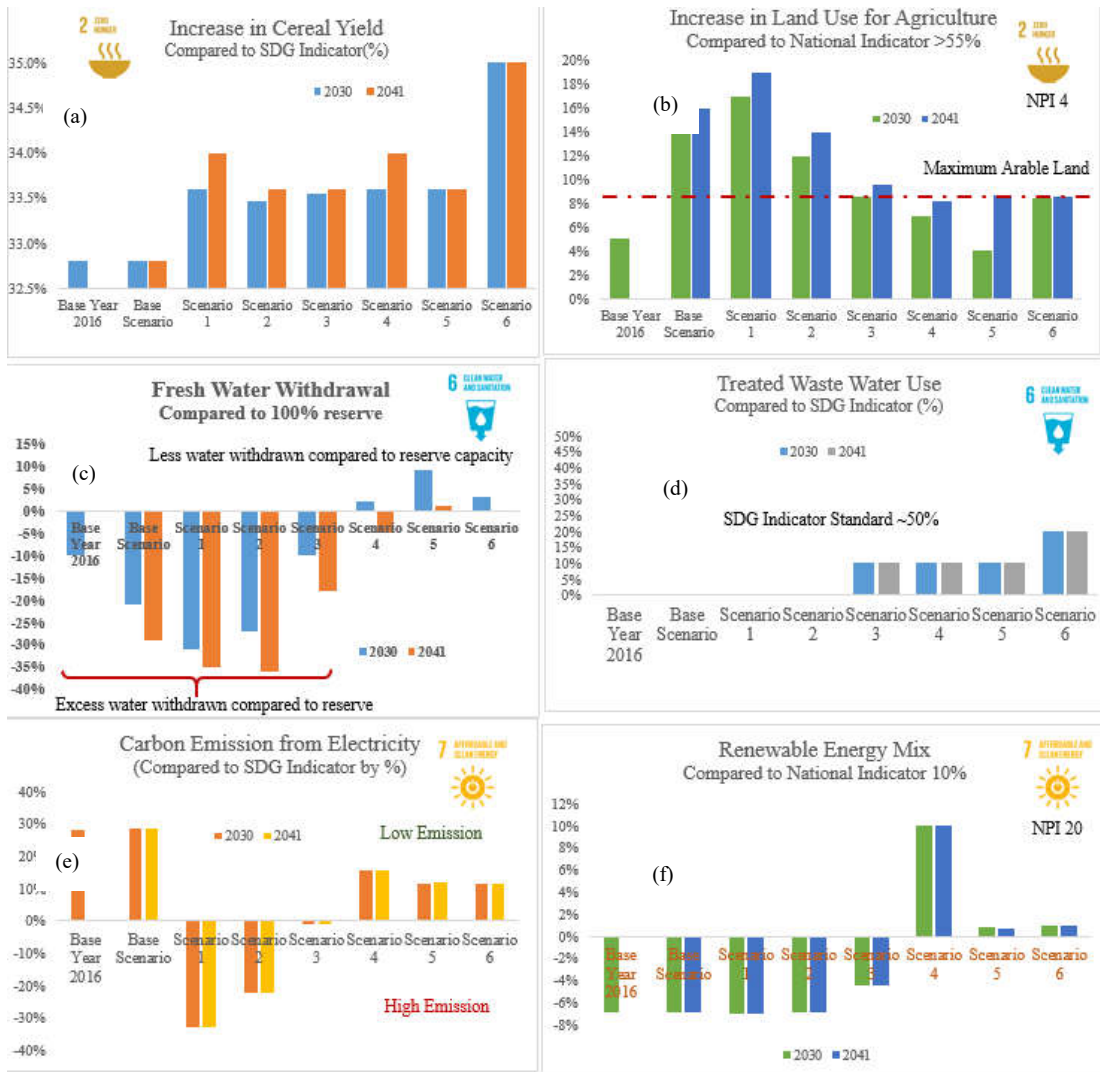 2 ZERO HUNGER
Increase in Cereal Yield
Compared to SDG Indicator(%)
35.0%
34.5%
34.0%
33.5%
33.0%
32.5%
(a)
2030 2041
Base Year 2016
Base Scenario
Scenario 1
Scenario 2
Scenario 3
Scenario 4
Scenario 5
Scenario 6
Increase in Land Use for Agriculture
Compared to National Indicator >55%
2 ZERO HUNGER
NPI 4
20%
18%
16%
14%
12%
10%
8%
6%
4%
2%
0%
(b)
2030 2041
Maximum Arable Land
Base Year 2016
Base Scenario
Scenario 1
Scenario 2
Scenario 3
Scenario 4
Scenario 5
Scenario 6
Fresh Water Withdrawal
Compared to 100% reserve
6 CLEAN WATER AND SANITATION
15%
10%
5%
0%
-5%
-10%
-15%
-20%
-25%
-30%
-35%
-40%
(c)
Less water withdrawn compared to reserve capacity
Base Year 2016
Base Scenario
Scenario 1
Scenario 2
Scenario 3
Scenario 4
Scenario 5
Scenario 6
2030 2041
Excess water withdrawn compared to reserve
Treated Waste Water Use
Compared to SDG Indicator (%)
6 CLEAN WATER AND SANITATION
50%
45%
40%
35%
30%
25%
20%
15%
10%
5%
0%
2030 2041
(d)
SDG Indicator Standard ~50%
Base Year 2016
Base Scenario
Scenario 1
Scenario 2
Scenario 3
Scenario 4
Scenario 5
Scenario 6
Carbon Emission from Electricity
(Compared to SDG Indicator by %)
7 AFFORDABLE AND CLEAN ENERGY
40%
30%
20%
10%
0%
-10%
-20%
-30%
-40%
(e)
2030 2041
Low Emission
Base Year 2016
Base Scenario
Scenario 1
Scenario 2
Scenario 3
Scenario 4
Scenario 5
Scenario 6
High Emission
Renewable Energy Mix
Compared to National Indicator 10%
7 AFFORDABLE AND CLEAN ENERGY
NPI 20
12%
10%
8%
6%
4%
2%
0%
-2%
-4%
-6%
-8%
(f)
Base Year 2016
Base Scenario
Scenario 1
Scenario 2
Scenario 3
Scenario 4
Scenario 5
Scenario 6
2030 2041